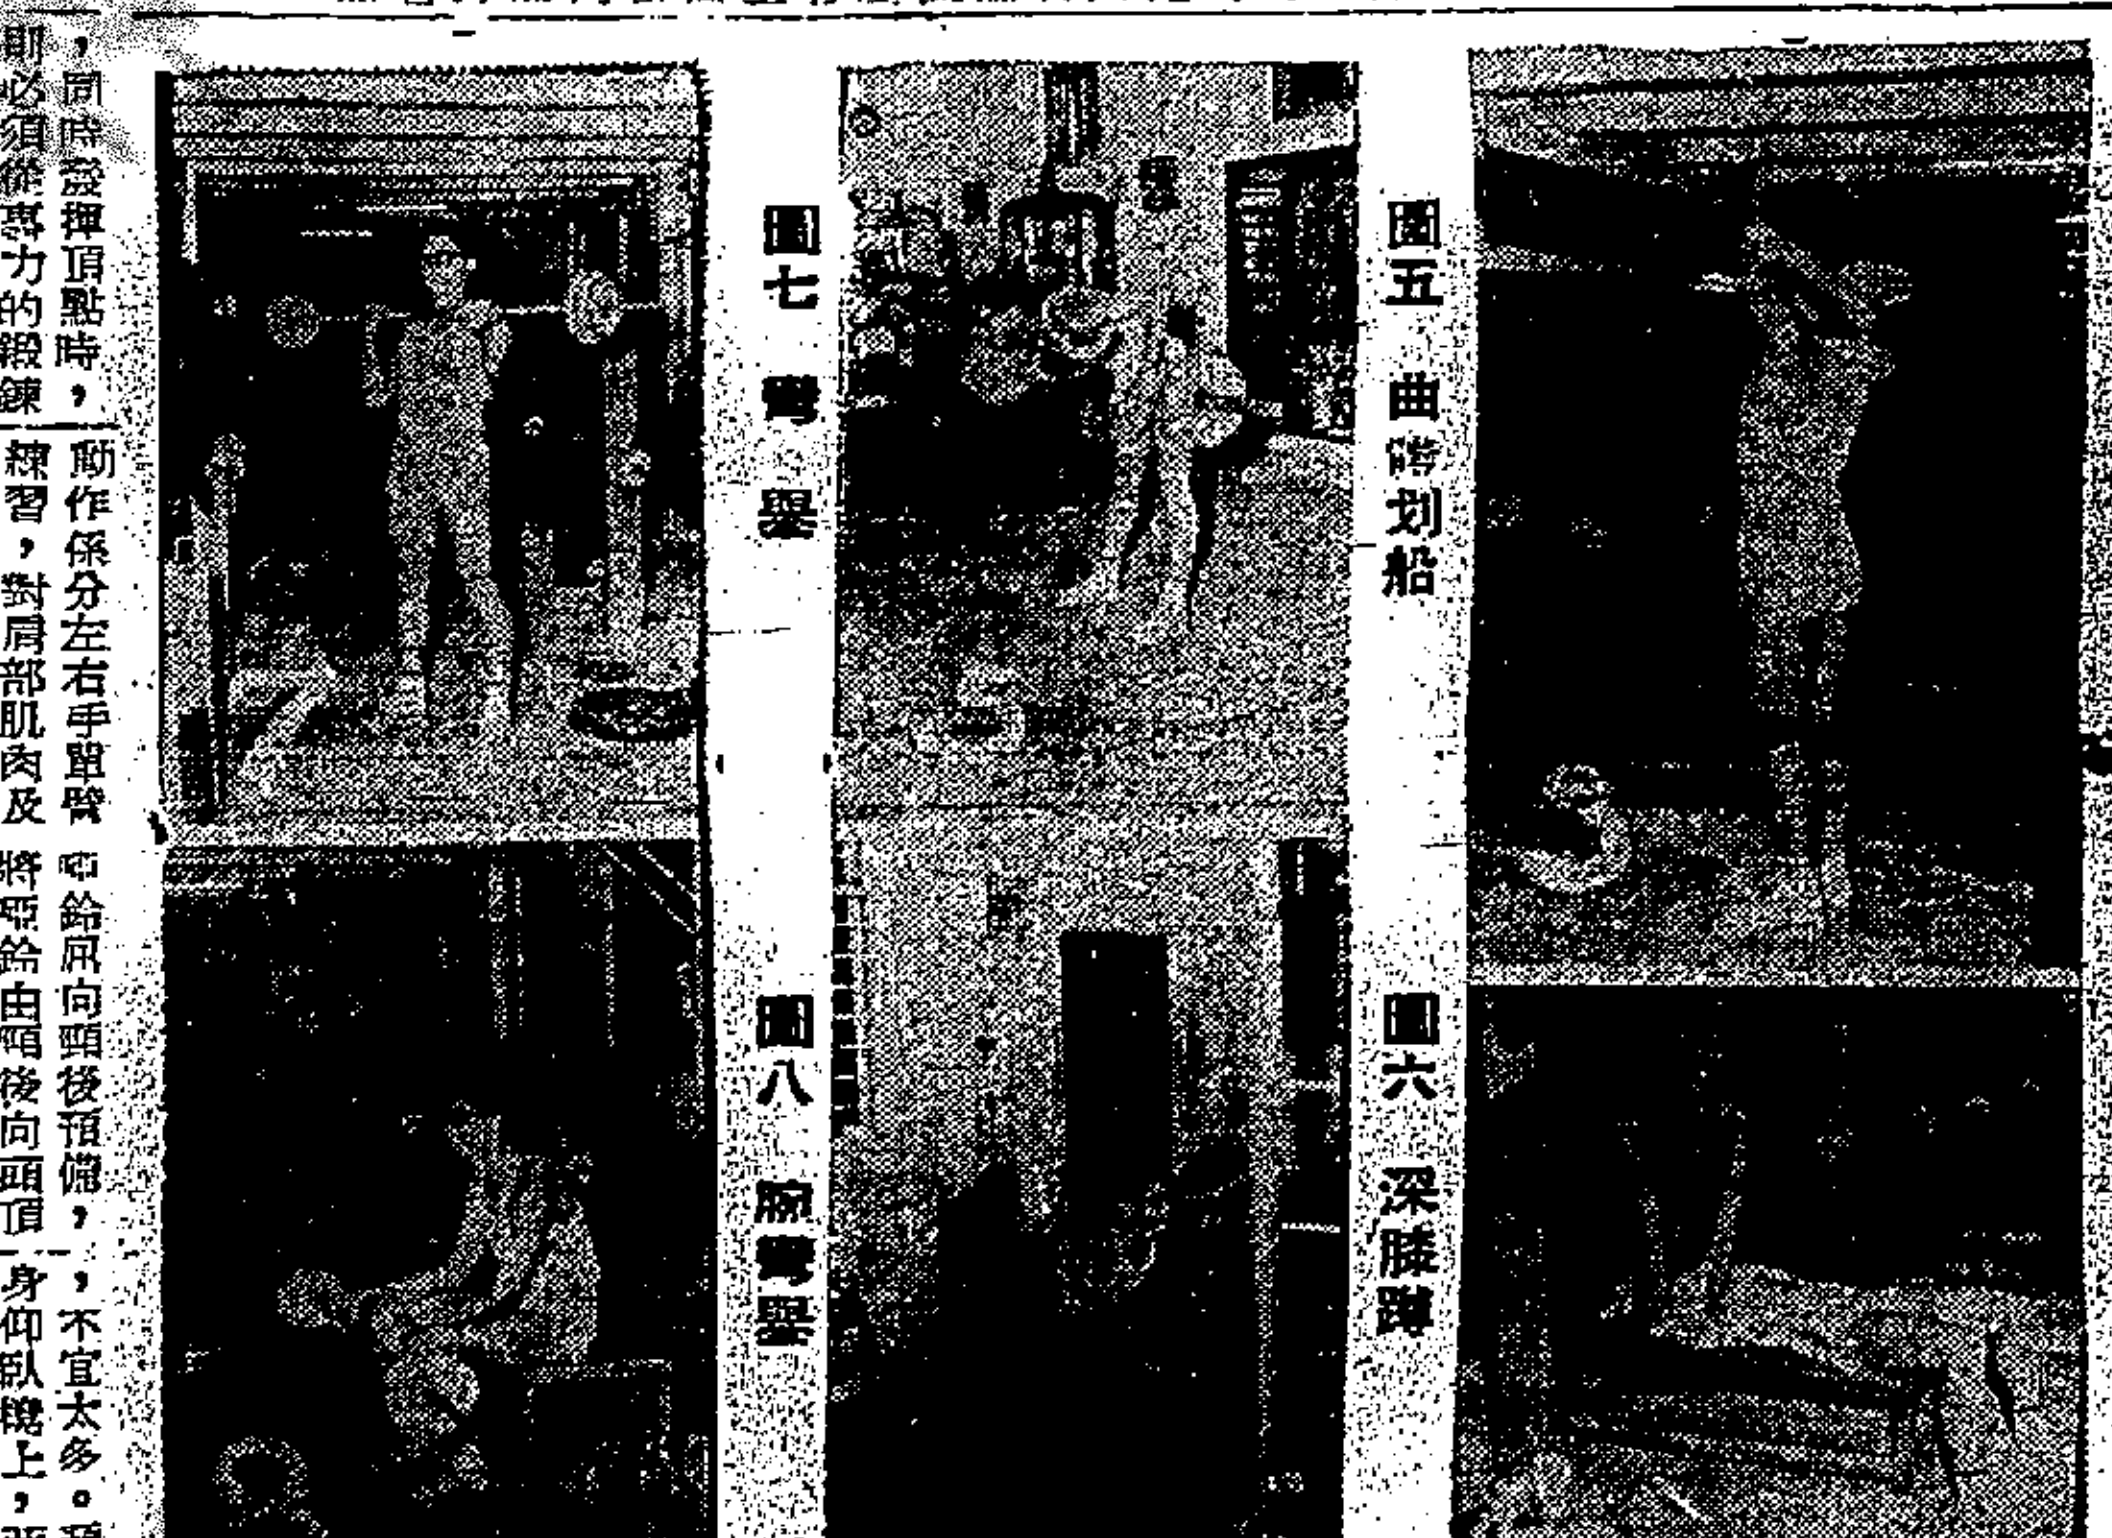 圖五 曲臂划船
圖六 深膝蹲
圖七 彎舉
圖八 腕彎舉
，同時發揮頂點時，
則必須從專力的鍛鍊
動作係分左右手單臂
練習，對肩部肌肉及
啞鈴屈向頸後預備，
將啞鈴由頸後向頭頂
，不宜太多。
身仰臥櫈上，